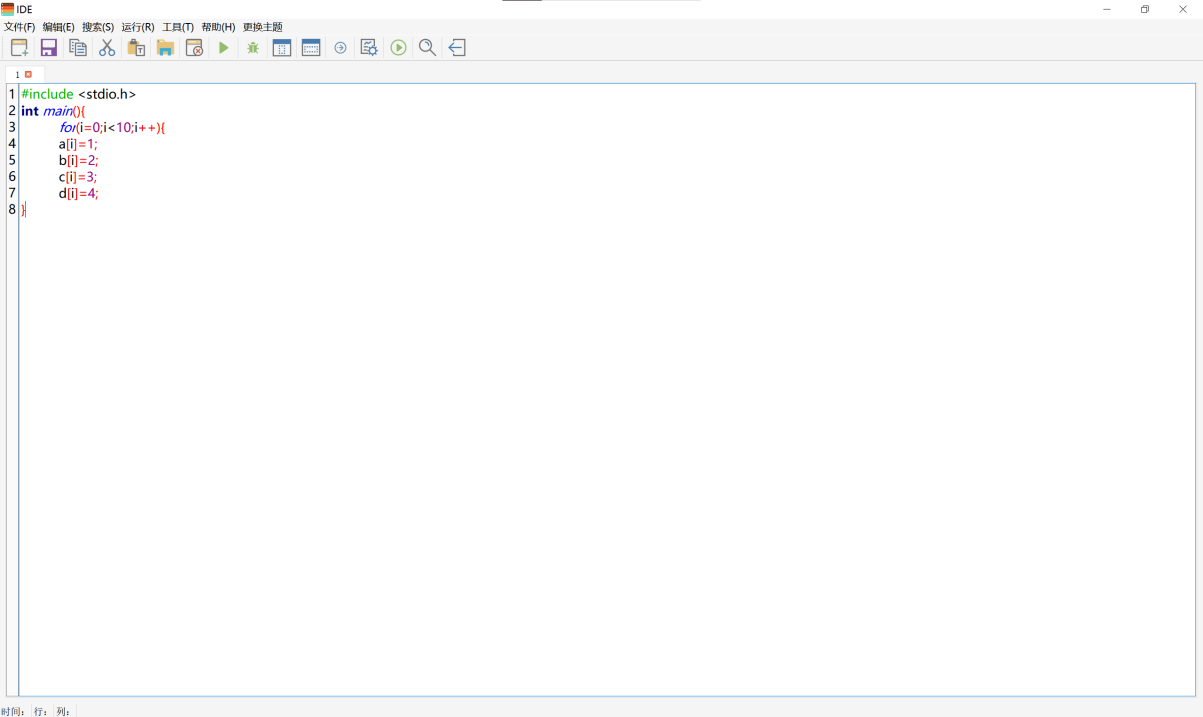 IDE
文件(F) 编辑(E) 搜索(S) 运行(R) 工具(T) 帮助(H) 更换主题
1
1 #include <stdio.h>
2 int main(){
3 for(i=0;i<10;i++){
4 a[i]=1;
5 b[i]=2;
6 c[i]=3;
7 d[i]=4;
8 }
时间: 行: 列: